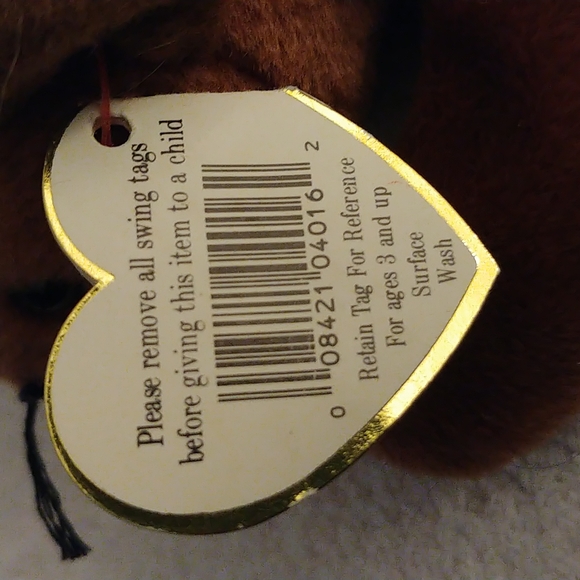 Please remove all swing tags
before giving this item to a child
0 08421 04016 2
Retain Tag For Reference
For ages 3 and up
Surface
Wash